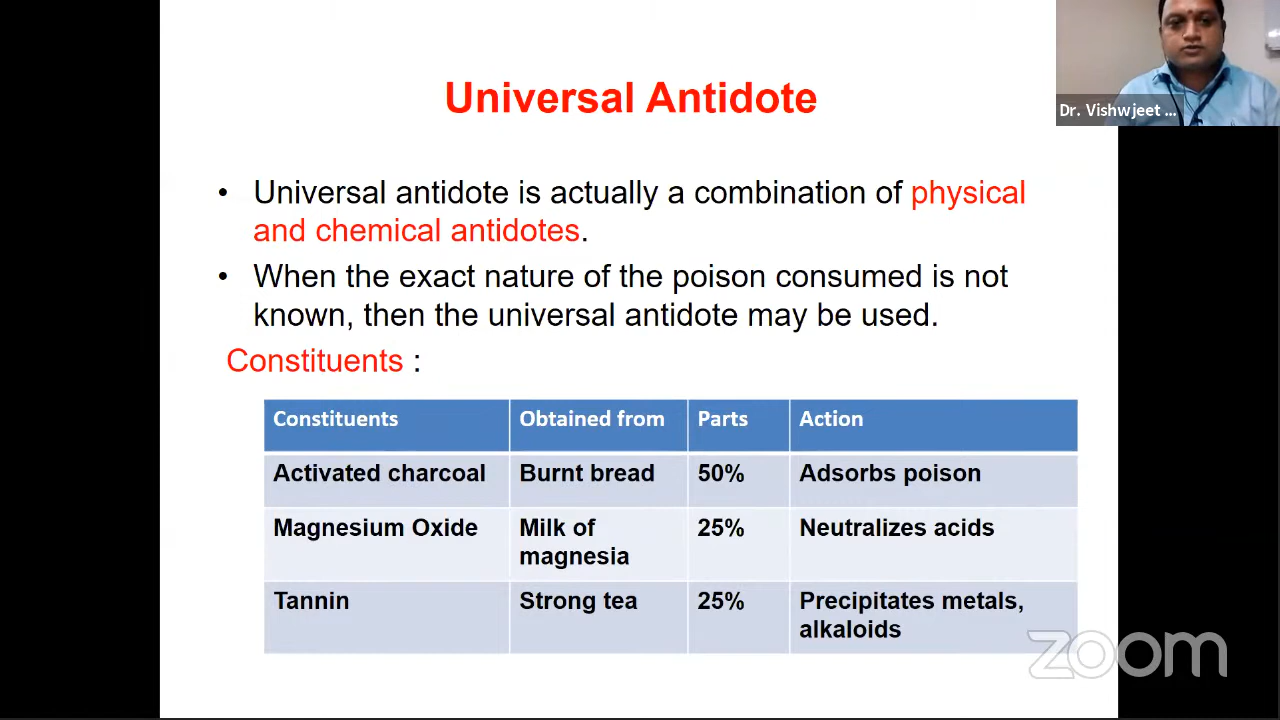 Universal Antidote
Dr. Vishwjeet ...
• Universal antidote is actually a combination of physical
and chemical antidotes.
• When the exact nature of the poison consumed is not
known, then the universal antidote may be used.
Constituents :
Constituents Obtained from Parts Action
Activated charcoal Burnt bread 50% Adsorbs poison
Magnesium Oxide Milk of 25% Neutralizes acids
magnesia
Tannin Strong tea 25% Precipitates metals,
alkaloids
zoom